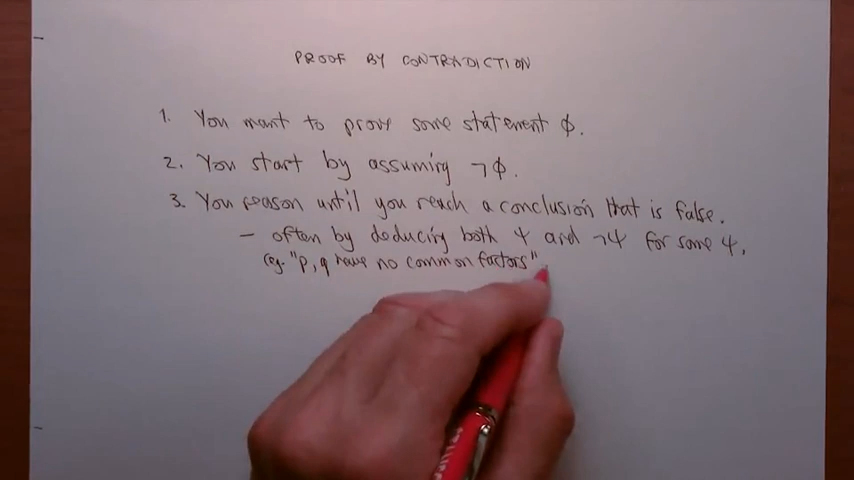 PROOF BY CONTRADICTION
1. You want to prove some statement ϕ.
2. You start by assuming ¬ϕ.
3. You reason until you reach a conclusion that is false.
– often by deducing both ψ and ¬ψ for some ψ.
(eg. "p, q have no common factors"